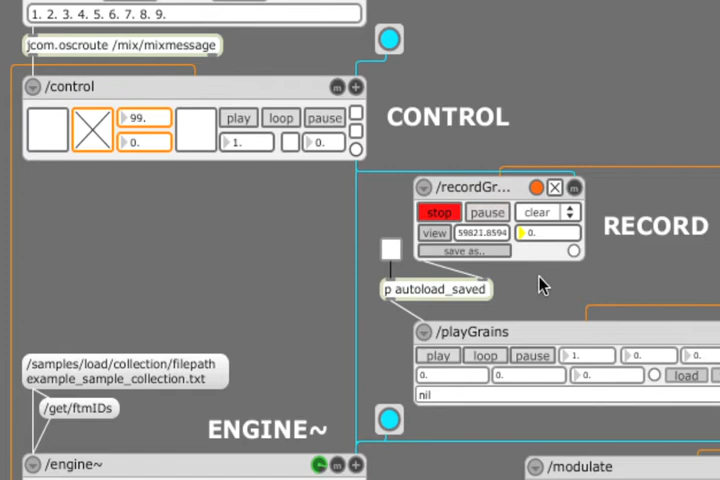 1. 2. 3. 4. 5. 6. 7. 8. 9.
jcom.oscroute /mix/mixmessage
/control
m +
99.
play loop pause
0.
1.
0.
CONTROL
/recordGr...
m
stop pause clear
view 59821.8594 0.
save as..
RECORD
p autoload_saved
/playGrains
play loop pause 1. 0. 0.
0. 0. 0. load
nil
/samples/load/collection/filepath
example_sample_collection.txt
/get/ftmIDs
ENGINE~
/engine~
m +
/modulate